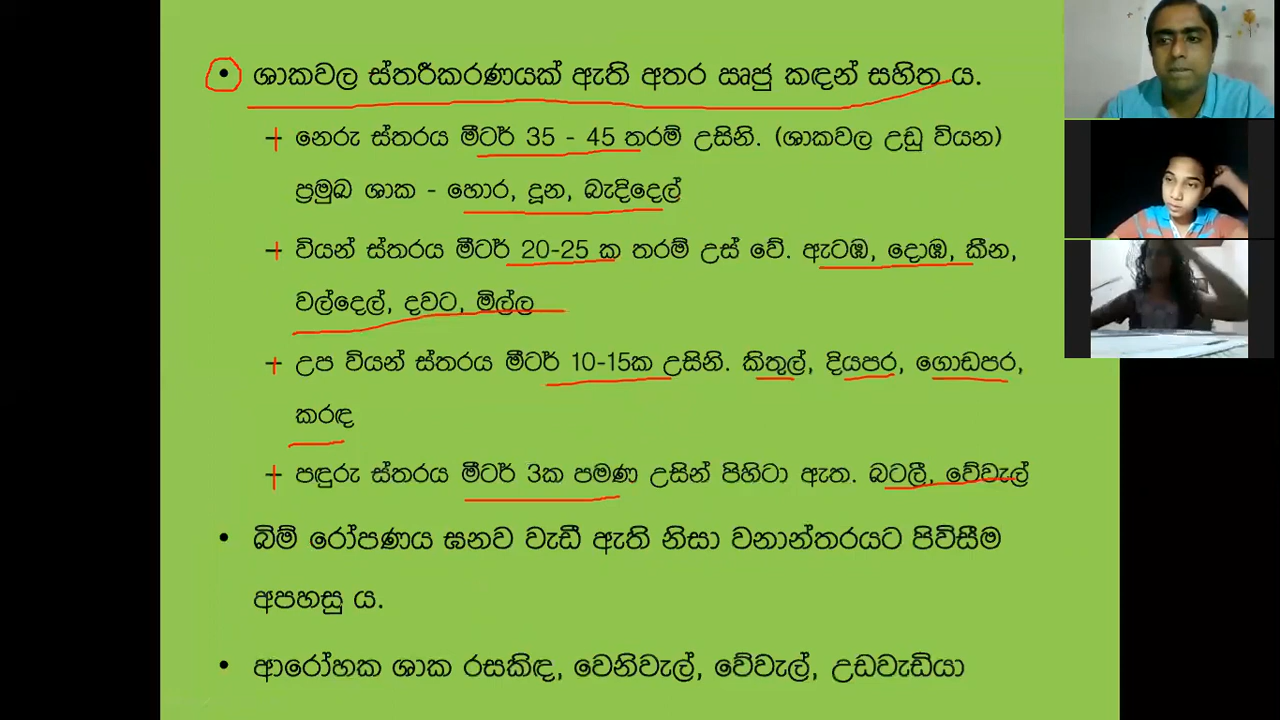 • ශාකවල ස්තරීකරණයක් ඇති අතර ඍජු කඳන් සහිත ය.
නෙරු ස්තරය මීටර් 35 - 45 තරම් උසිනි. (ශාකවල උඩු වියන)
ප්‍රමුඛ ශාක - හොර, දූන, බැදිදෙල්
වියන් ස්තරය මීටර් 20-25 ක තරම් උස් වේ. ඇටඹ, දොඹ, කීන,
වල්දෙල්, දවට, මිල්ල
උප වියන් ස්තරය මීටර් 10-15ක උසිනි. කිතුල්, දියපර, ගොඩපර,
කරඳ
පඳුරු ස්තරය මීටර් 3ක පමණ උසින් පිහිටා ඇත. බටලී, වේවැල්
• බිම් රෝපණය ඝනව වැඩී ඇති නිසා වනාන්තරයට පිවිසීම
අපහසු ය.
• ආරෝහක ශාක රසකිඳ, වෙනිවැල්, වේවැල්, උඩවැඩියා